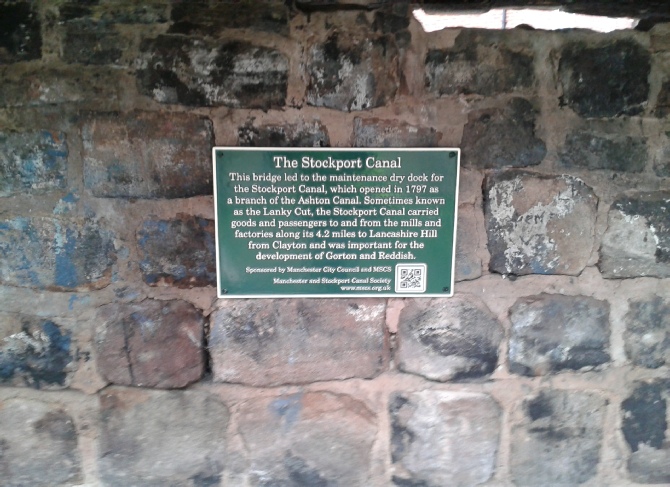 The Stockport Canal
This bridge led to the maintenance dry dock for
the Stockport Canal, which opened in 1797 as
a branch of the Ashton Canal. Sometimes known
as the Lanky Cut, the Stockport Canal carried
goods and passengers to and from the mills and
factories along its 4.2 miles to Lancashire Hill
from Clayton and was important for the
development of Gorton and Reddish.
Sponsored by Manchester City Council and MSCS
Manchester and Stockport Canal Society
www.mscs.org.uk